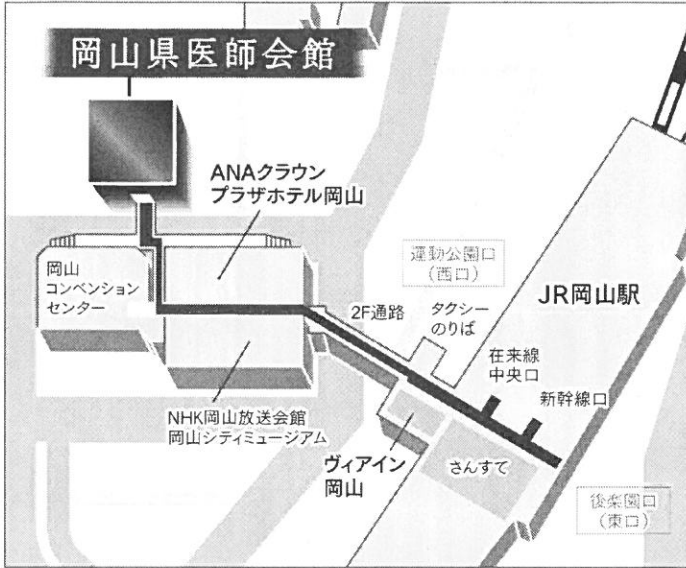 岡山県医師会館
ANAクラウン
プラザホテル岡山
岡山
コンベンション
センター
運動公園口
(西口)
JR岡山駅
2F通路
タクシー
のりば
在来線
中央口
新幹線口
NHK岡山放送会館
岡山シティミュージアム
ヴィアイン
岡山
さんすて
後楽園口
(東口)